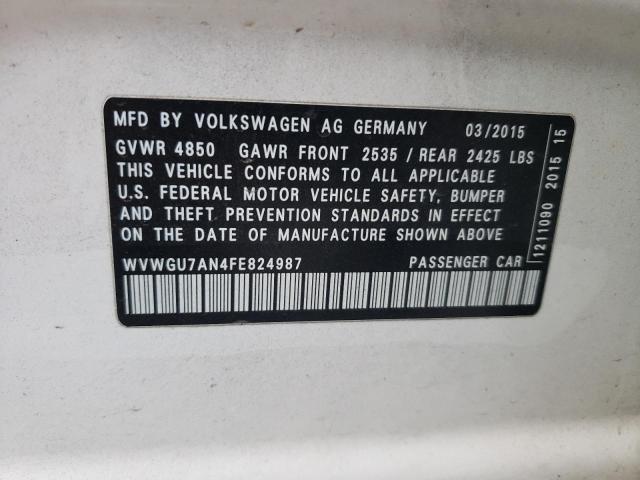 MFD BY VOLKSWAGEN AG GERMANY 03/2015
GVWR 4850 GAWR FRONT 2535 / REAR 2425 LBS
THIS VEHICLE CONFORMS TO ALL APPLICABLE
U.S. FEDERAL MOTOR VEHICLE SAFETY, BUMPER
AND THEFT PREVENTION STANDARDS IN EFFECT
ON THE DATE OF MANUFACTURE SHOWN ABOVE
WVWGU7AN4FE824987 PASSENGER CAR
1211090 2015 15